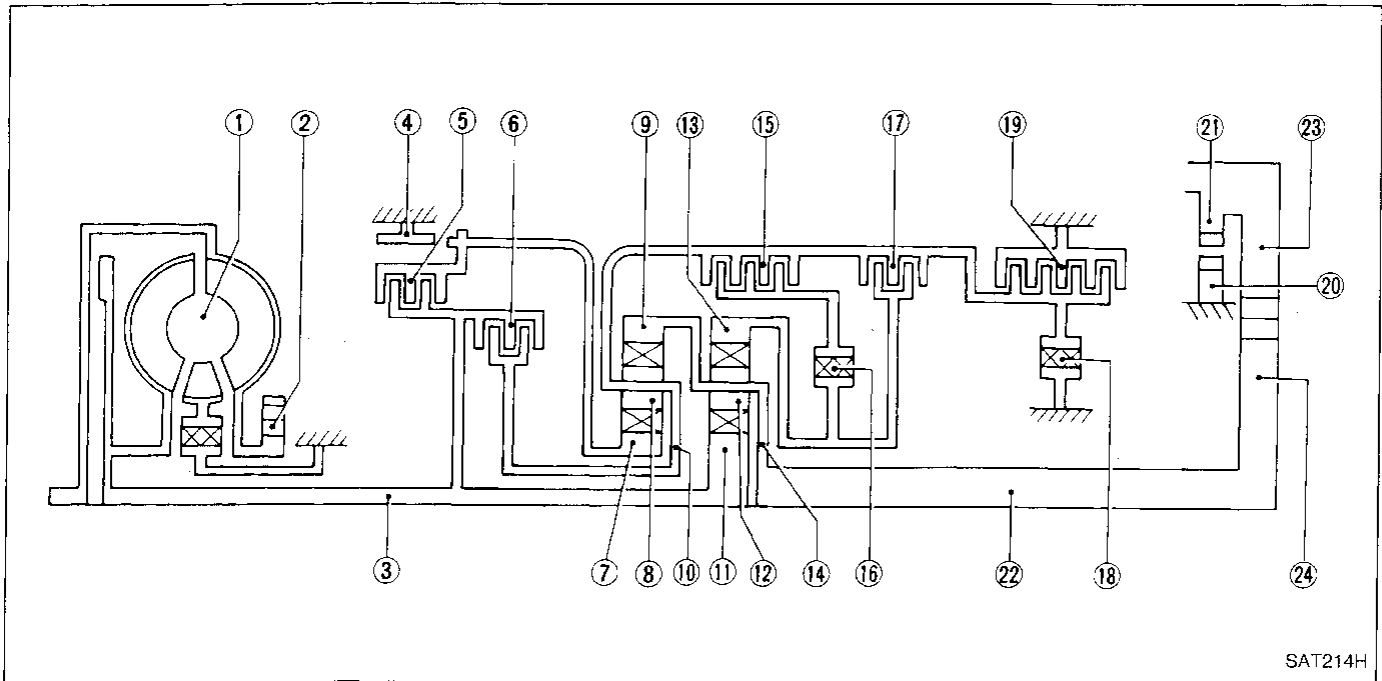 ① ② ④ ⑤ ⑥ ⑨ ⑬ ⑮ ⑰ ⑲ ㉑ ㉓
⑳
③ ⑦ ⑧ ⑩ ⑪ ⑫ ⑭ ⑯ ㉒ ⑱ ㉔
SAT214H